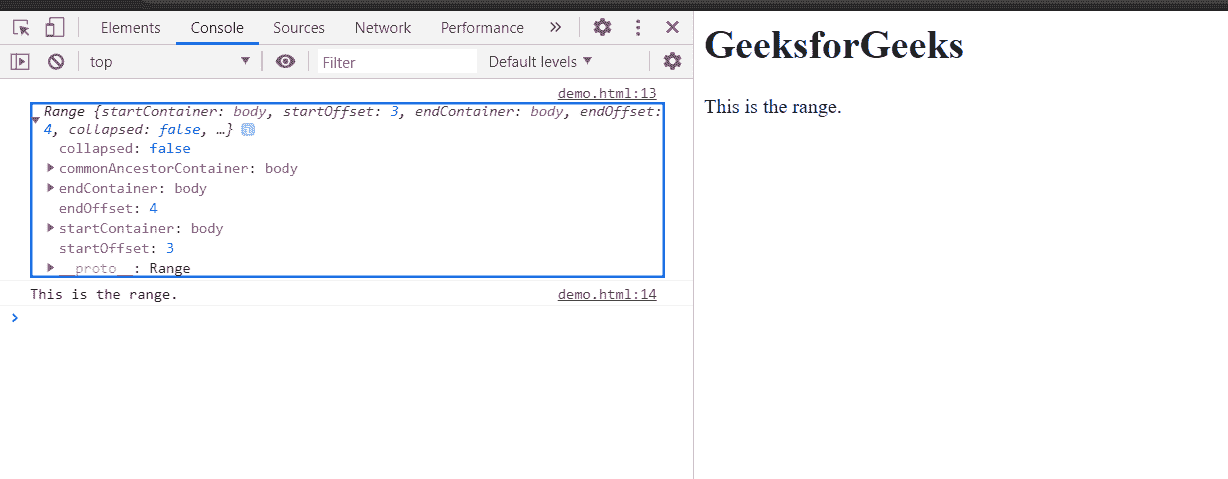 Elements Console Sources Network Performance »
top Filter Default levels
demo.html:13
Range {startContainer: body, startOffset: 3, endContainer: body, endOffset:
4, collapsed: false, …}
collapsed: false
commonAncestorContainer: body
endContainer: body
endOffset: 4
startContainer: body
startOffset: 3
__proto__: Range
This is the range. demo.html:14
GeeksforGeeks
This is the range.